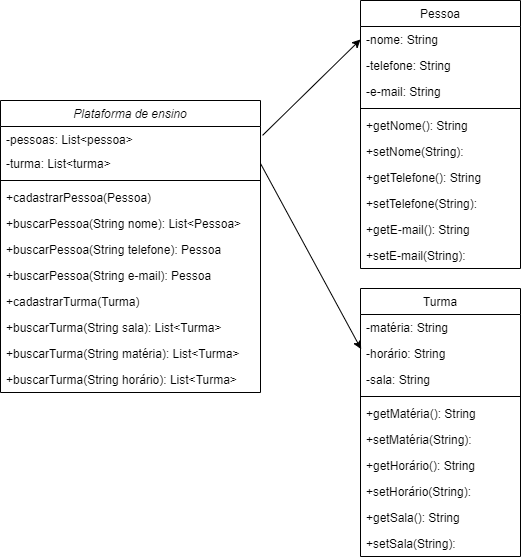 Plataforma de ensino
-pessoas: List<pessoa>
-turma: List<turma>
+cadastrarPessoa(Pessoa)
+buscarPessoa(String nome): List<Pessoa>
+buscarPessoa(String telefone): Pessoa
+buscarPessoa(String e-mail): Pessoa
+cadastrarTurma(Turma)
+buscarTurma(String sala): List<Turma>
+buscarTurma(String matéria): List<Turma>
+buscarTurma(String horário): List<Turma>
Pessoa
-nome: String
-telefone: String
-e-mail: String
+getNome(): String
+setNome(String):
+getTelefone(): String
+setTelefone(String):
+getE-mail(): String
+setE-mail(String):
Turma
-matéria: String
-horário: String
-sala: String
+getMatéria(): String
+setMatéria(String):
+getHorário(): String
+setHorário(String):
+getSala(): String
+setSala(String):